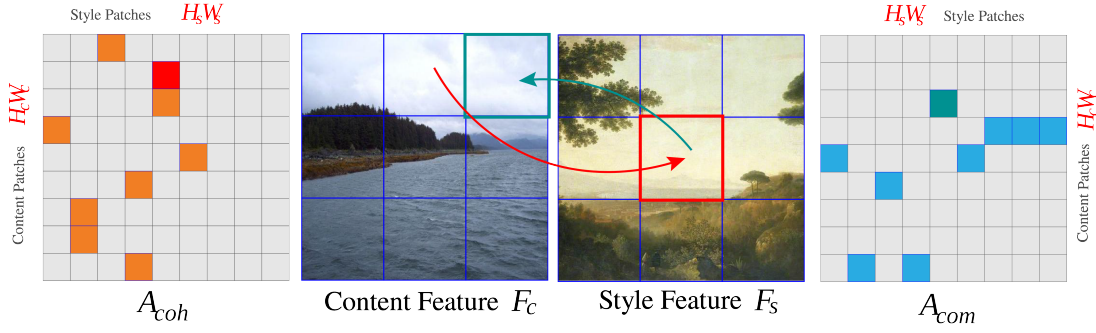 Style Patches HsWs
HsWs Style Patches
HcWc
Content Patches
HcWc
Content Patches
Acoh
Content Feature Fc
Style Feature Fs
Acom